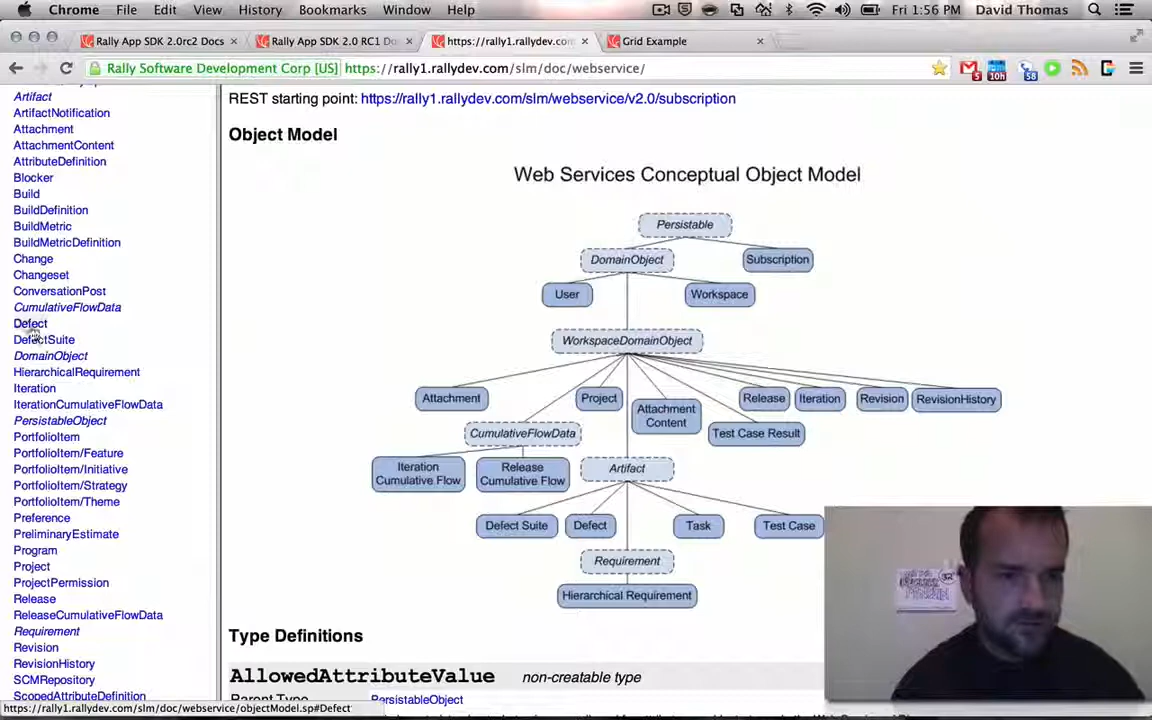 Chrome File Edit View History Bookmarks Window Help Fri 1:56 PM David Thomas
Rally App SDK 2.0rc2 Docs Rally App SDK 2.0 RC1 Do https://rally1.rallydev.com Grid Example
Rally Software Development Corp [US] https://rally1.rallydev.com/slm/doc/webservice/
5 10h 58
Artifact
ArtifactNotification
Attachment
AttachmentContent
AttributeDefinition
Blocker
Build
BuildDefinition
BuildMetric
BuildMetricDefinition
Change
Changeset
ConversationPost
CumulativeFlowData
Defect
DefectSuite
DomainObject
HierarchicalRequirement
Iteration
IterationCumulativeFlowData
PersistableObject
PortfolioItem
PortfolioItem/Feature
PortfolioItem/Initiative
PortfolioItem/Strategy
PortfolioItem/Theme
Preference
PreliminaryEstimate
Program
Project
ProjectPermission
Release
ReleaseCumulativeFlowData
Requirement
Revision
RevisionHistory
SCMRepository
ScopedAttributeDefinition
https://rally1.rallydev.com/slm/doc/webservice/objectModel.sp#Defect
REST starting point: https://rally1.rallydev.com/slm/webservice/v2.0/subscription
Object Model
Web Services Conceptual Object Model
Persistable
DomainObject Subscription
User Workspace
WorkspaceDomainObject
Attachment Project Attachment Content Release Iteration Revision RevisionHistory
CumulativeFlowData Test Case Result
Iteration Cumulative Flow Release Cumulative Flow Artifact
Defect Suite Defect Task Test Case
Requirement
Hierarchical Requirement
Type Definitions
AllowedAttributeValue non-creatable type
Parent Type PersistableObject